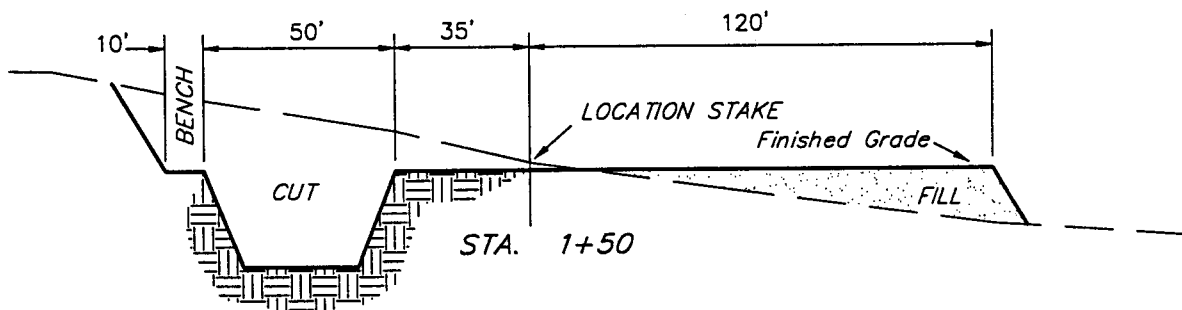 10' 50' 35' 120'
BENCH
LOCATION STAKE
Finished Grade
CUT
FILL
STA. 1+50